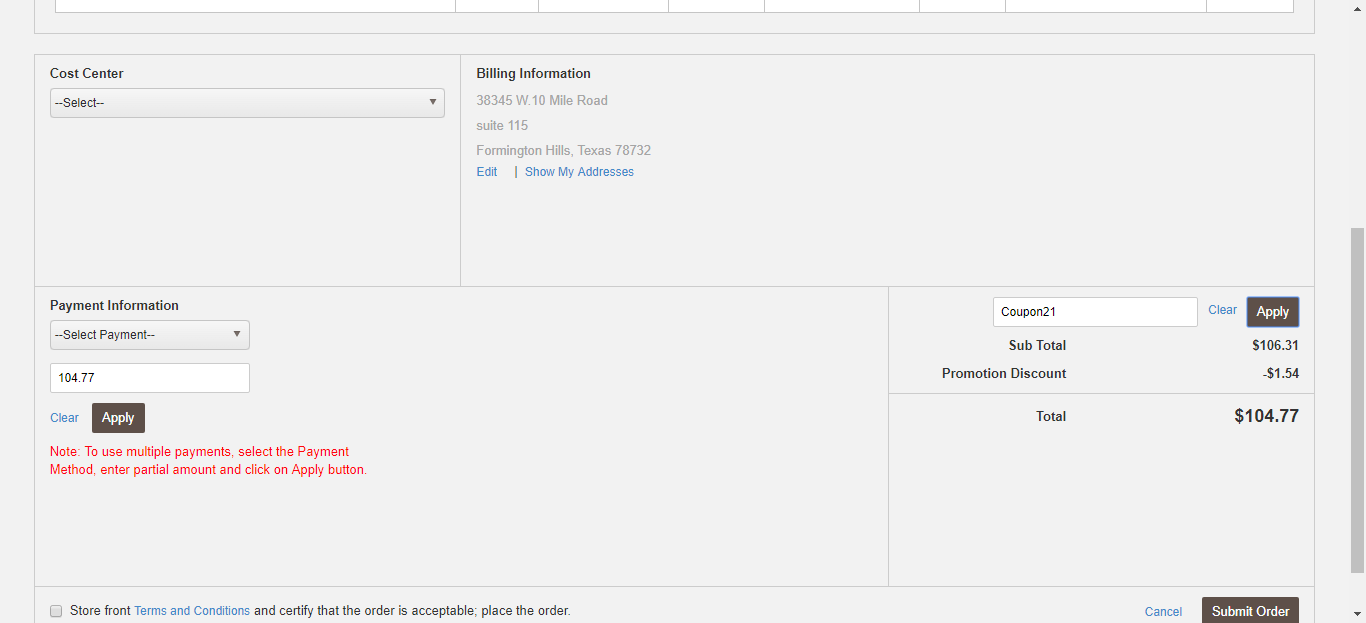 Cost Center
--Select--
Billing Information
38345 W.10 Mile Road
suite 115
Formington Hills, Texas 78732
Edit | Show My Addresses
Payment Information
--Select Payment--
104.77
Clear Apply
Note: To use multiple payments, select the Payment
Method, enter partial amount and click on Apply button.
Coupon21 Clear Apply
Sub Total $106.31
Promotion Discount -$1.54
Total $104.77
Store front Terms and Conditions and certify that the order is acceptable; place the order.
Cancel Submit Order